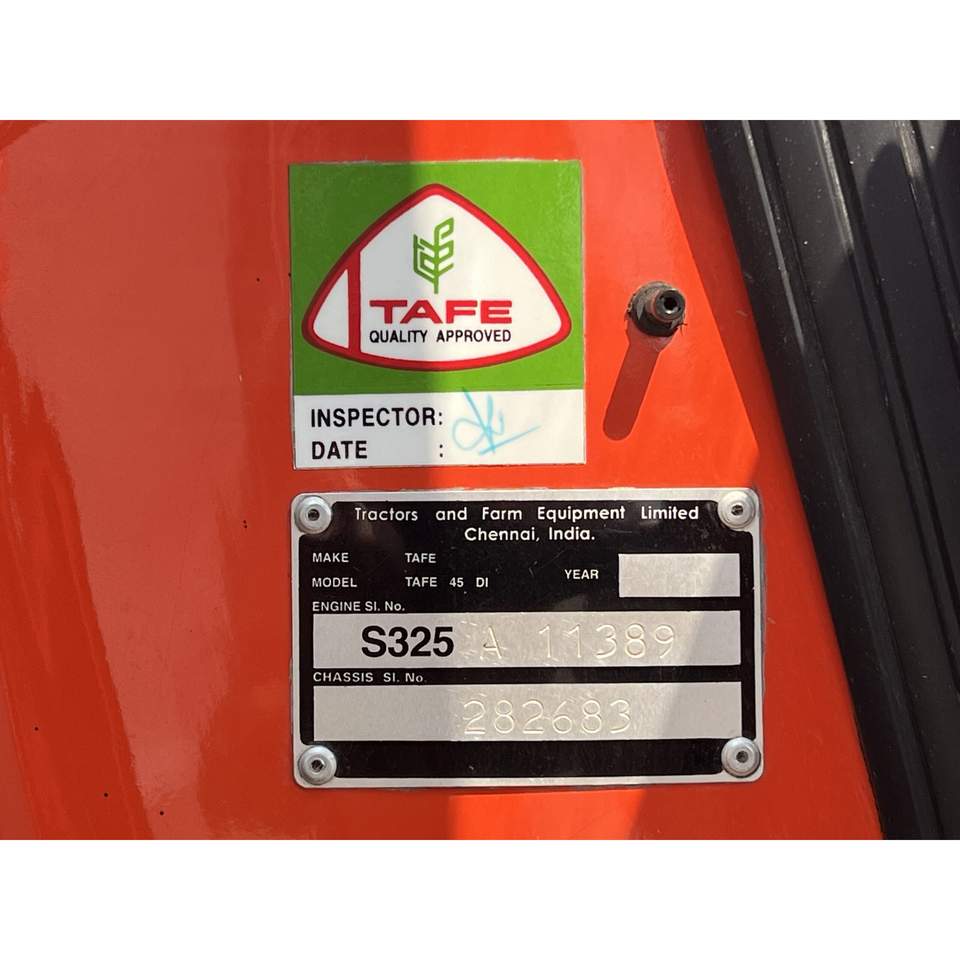 TAFE
QUALITY APPROVED
INSPECTOR:
DATE :
Tractors and Farm Equipment Limited
Chennai, India.
MAKE TAFE
MODEL TAFE 45 DI YEAR
ENGINE Sl. No.
S325 A 11389
CHASSIS Sl. No.
282683